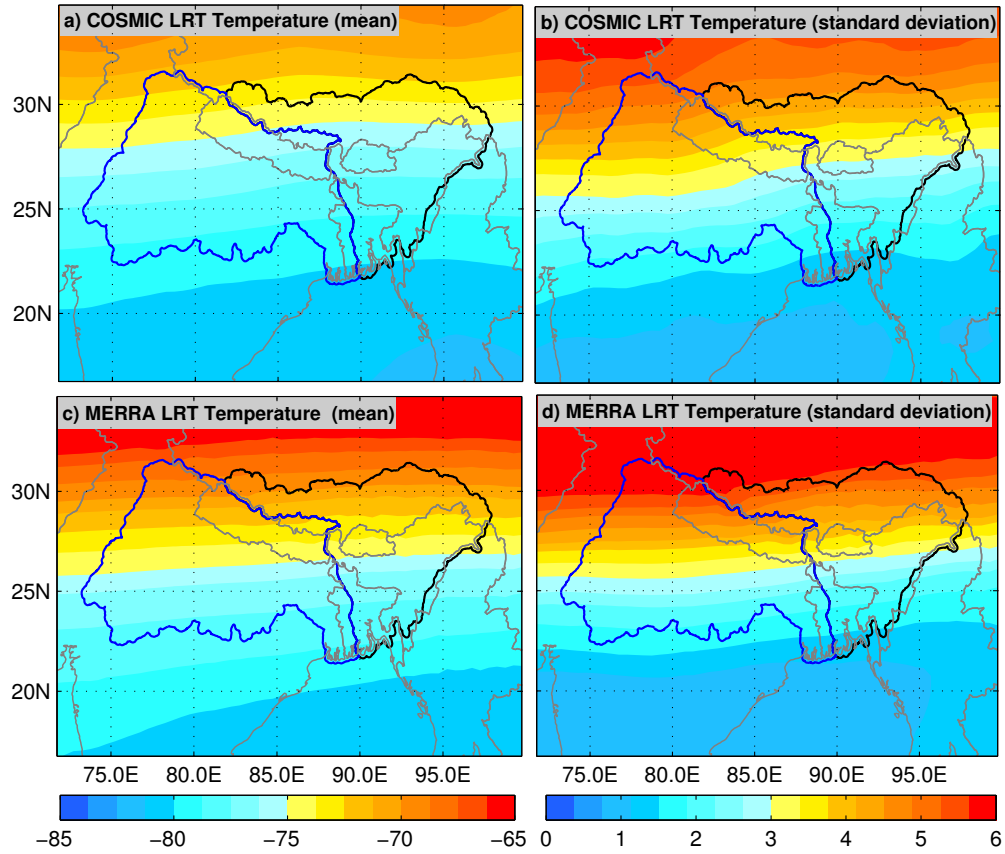 a) COSMIC LRT Temperature (mean)
b) COSMIC LRT Temperature (standard deviation)
30N
25N
20N
c) MERRA LRT Temperature (mean)
d) MERRA LRT Temperature (standard deviation)
30N
25N
20N
75.0E 80.0E 85.0E 90.0E 95.0E
75.0E 80.0E 85.0E 90.0E 95.0E
−85 −80 −75 −70 −65
0 1 2 3 4 5 6